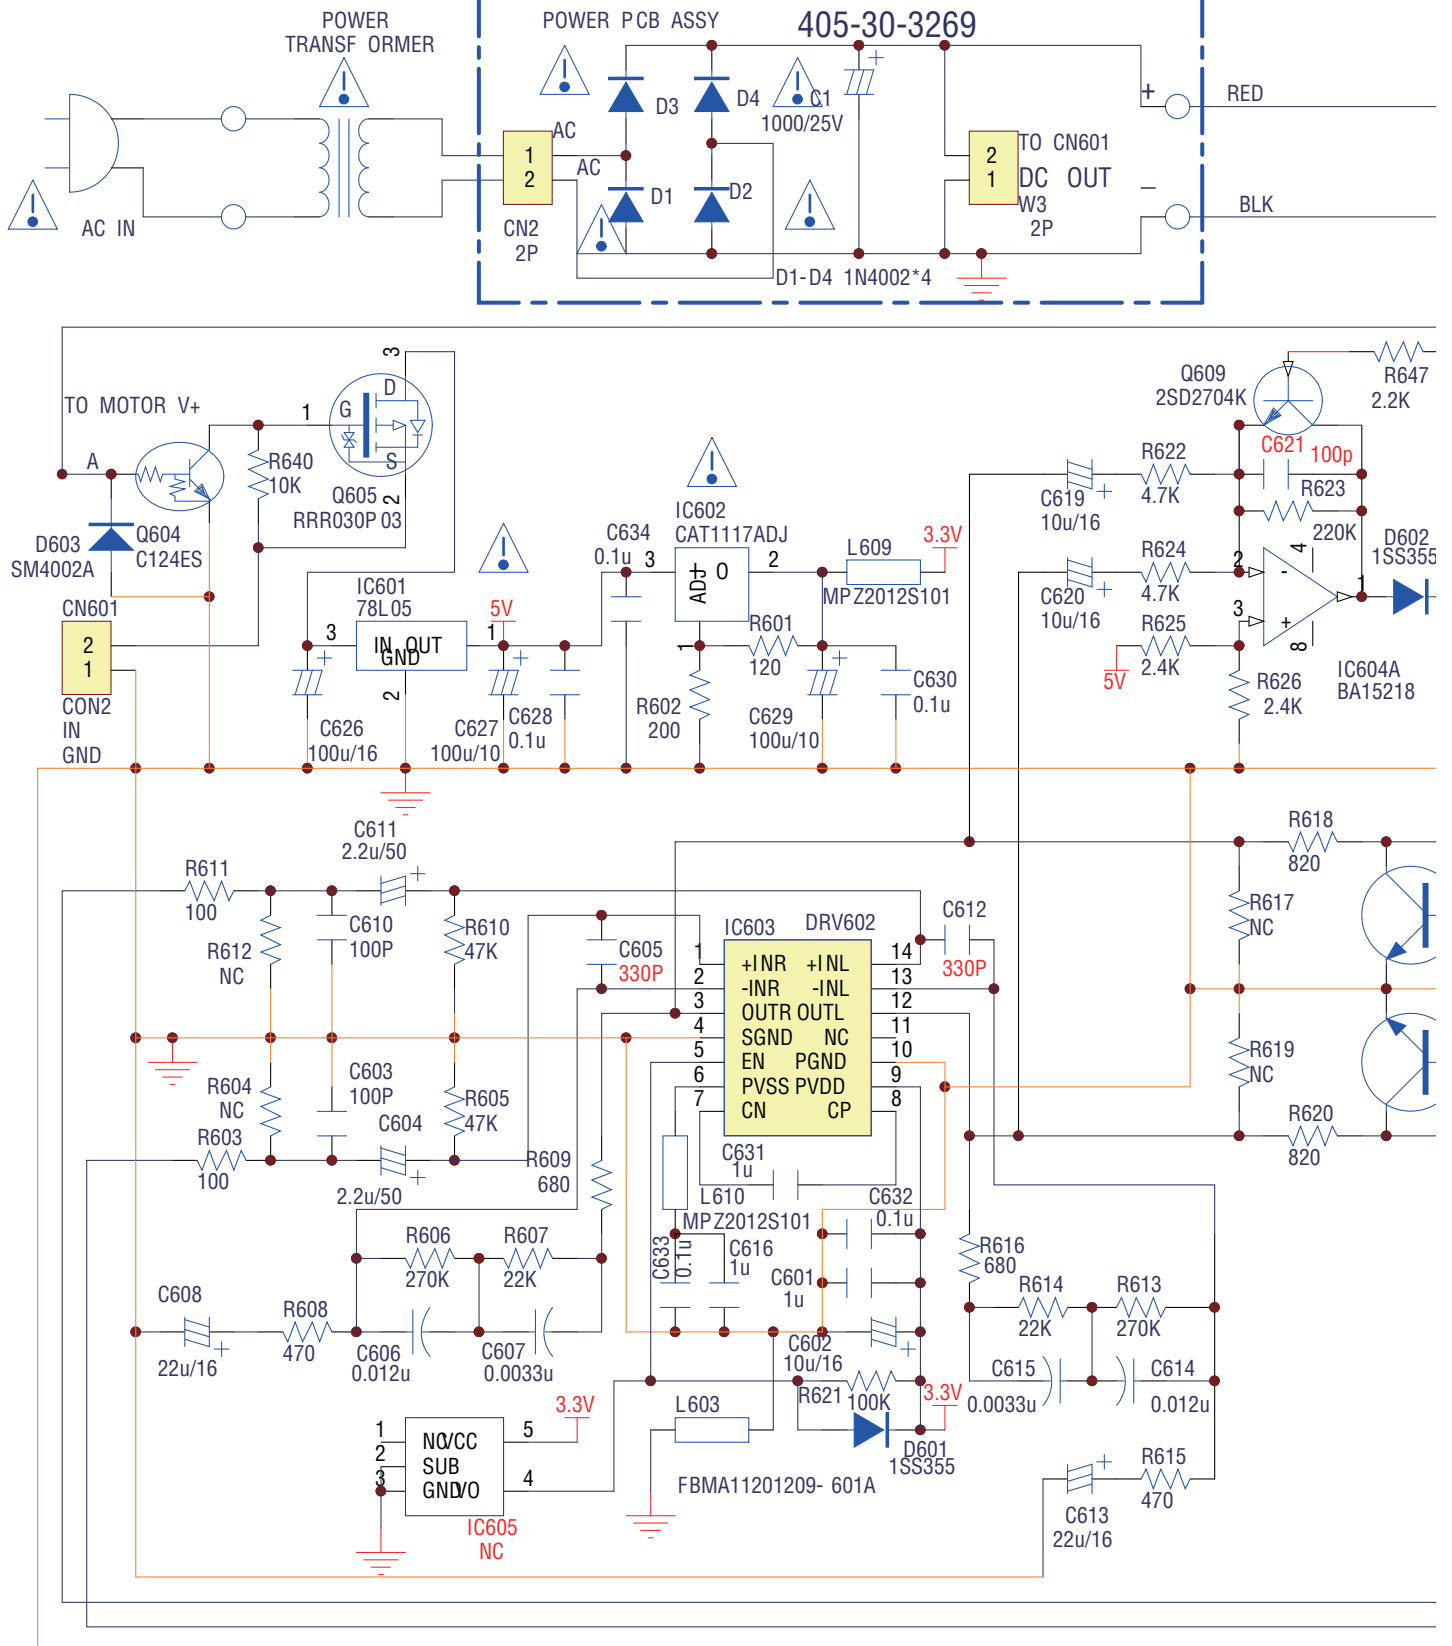 POWER
TRANSF ORMER
POWER PCB ASSY
405-30-3269
D3
D4
C1
1000/25V
+
RED
AC
AC
1
2
CN2
2P
D1
D2
2
1
TO CN601
DC OUT
W3
2P
–
BLK
AC IN
D1-D4 1N4002*4
TO MOTOR V+
A
1
3
D
G
S
2
R640
10K
Q605
RRR030P 03
D603
SM4002A
Q604
C124ES
CN601
2
1
CON2
IN
GND
IC601
78L05
3
IN OUT
GND
1
2
5V
+
C626
100u/16
+
C627
100u/10
C628
0.1u
C634
0.1u
IC602
CAT1117ADJ
3
ADJ
+ O
2
1
L609
MPZ2012S101
3.3V
R601
120
R602
200
+
C629
100u/10
C630
0.1u
Q609
2SD2704K
R647
2.2K
C621
100p
R622
4.7K
C619
10u/16
+
R623
220K
R624
4.7K
C620
10u/16
+
R625
2.4K
5V
R626
2.4K
2
3
-
+
4
8
1
D602
1SS355
IC604A
BA15218
C611
2.2u/50
+
R611
100
R612
NC
C610
100P
R610
47K
C605
330P
IC603
DRV602
1
2
3
4
5
6
7
+INR
-INR
OUTR
SGND
EN
PVSS
CN
+INL
-INL
OUTL
NC
PGND
PVDD
CP
14
13
12
11
10
9
8
C612
330P
R618
820
R617
NC
R619
NC
R620
820
R604
NC
C603
100P
R605
47K
R603
100
C604
+
2.2u/50
R609
680
C631
1u
L610
MPZ2012S101
C632
0.1u
C633
0.1u
C616
1u
C601
1u
R606
270K
R607
22K
C608
22u/16
+
R608
470
C606
0.012u
C607
0.0033u
C602
10u/16
+
R621
100K
3.3V
D601
1SS355
L603
FBMA11201209- 601A
R616
680
R614
22K
R613
270K
C615
0.0033u
C614
0.012u
R615
470
C613
22u/16
+
1
2
3
NC
VCC
SUB
GND
VO
5
4
3.3V
IC605
NC